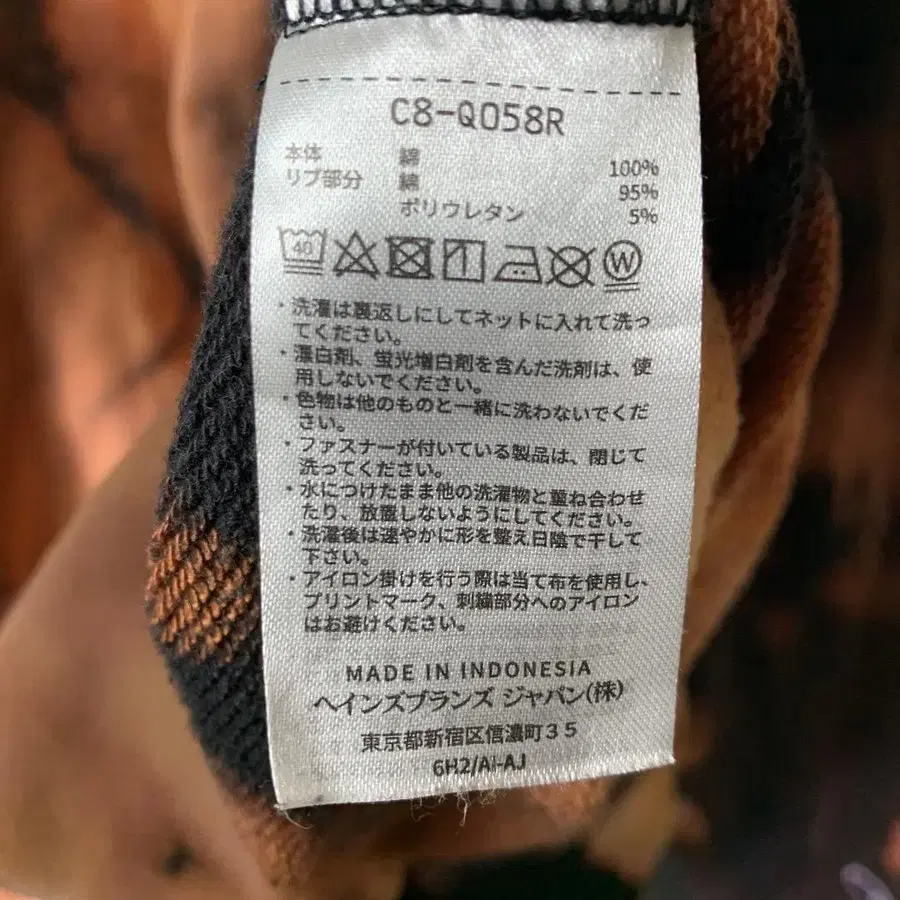 C8-Q058R
本体 綿 100%
リブ部分 綿 95%
ポリウレタン 5%
40
W
・洗濯は裏返しにしてネットに入れて洗っ
てください。
・漂白剤、蛍光増白剤を含んだ洗剤は、使
用しないでください。
・色物は他のものと一緒に洗わないでくだ
さい。
・ファスナーが付いている製品は、閉じて
洗ってください。
・水につけたまま他の洗濯物と重ね合わせ
たり、放置しないようにしてください。
・洗濯後は速やかに形を整え日陰で干して
下さい。
・アイロン掛けを行う際は当て布を使用し、
プリントマーク、刺繍部分へのアイロン
はお避けください。
MADE IN INDONESIA
ヘインズブランズ ジャパン(株)
東京都新宿区信濃町35
6H2/AI-AJ